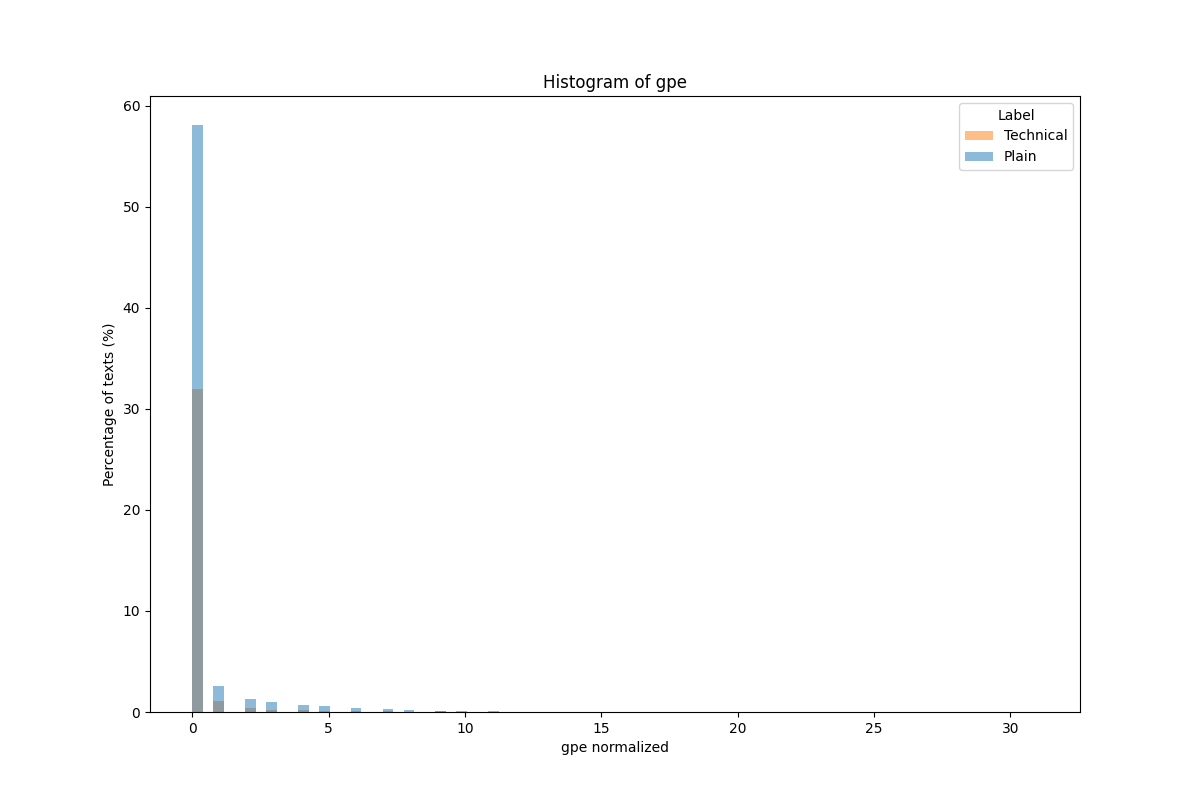 Histogram of gpe
Label
Technical
Plain
Percentage of texts (%)
60
50
40
30
20
10
0
0 5 10 15 20 25 30
gpe normalized